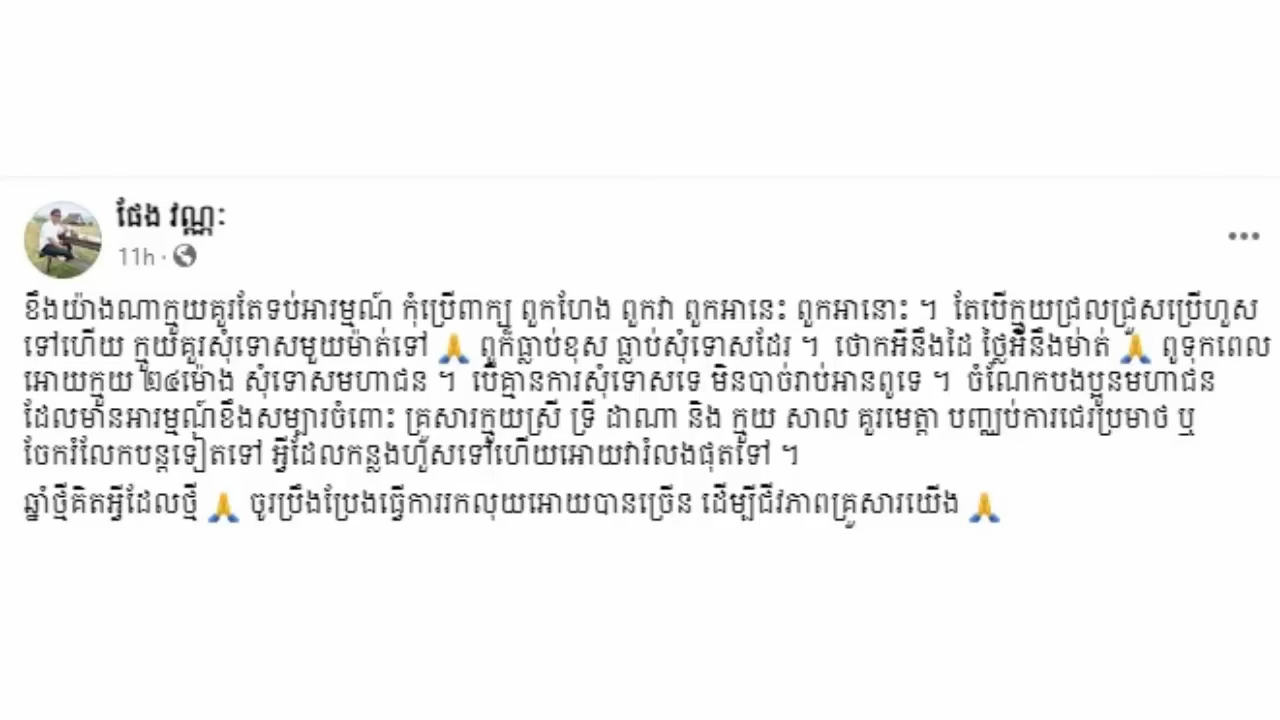 ផែង វណ្ណៈ
11h ·
ខឹងយ៉ាងណាក្មួយគួរតែទប់អារម្មណ៍ កុំប្រើពាក្យ ពួកហែង ពួកវា ពួកអានេះ ពួកអានោះ ។ តែបើក្មួយជ្រុលជ្រួសប្រើហួស
ទៅហើយ ក្មួយគួរសុំទោសមួយម៉ាត់ទៅ 🙏 ពូក៏ធ្លាប់ខុស ធ្លាប់សុំទោសដែរ ។ ថោកអីនឹងដៃ ថ្លៃអីនឹងមាត់ 🙏 ពូទុកពេល
អោយក្មួយ ២៤ម៉ោង សុំទោសមហាជន ។ បើគ្មានការសុំទោសទេ មិនបាច់រាប់អានពូទេ ។ ចំណែកបងប្អូនមហាជន
ដែលមានអារម្មណ៍ខឹងសម្បារចំពោះ គ្រួសារក្មួយស្រី ទ្រី ដាណា និង ក្មួយ សាល គួរមេត្តា បញ្ឈប់ការជេរប្រមាថ ឬ
ចែករំលែកបន្តទៀតទៅ អ្វីដែលកន្លងហួសទៅហើយអោយវារំលងផុតទៅ ។
ឆ្នាំថ្មីគិតអ្វីដែលថ្មី 🙏 ចូរប្រឹងប្រែងធ្វើការរកលុយអោយបានច្រើន ដើម្បីជីវភាពគ្រួសារយើង 🙏